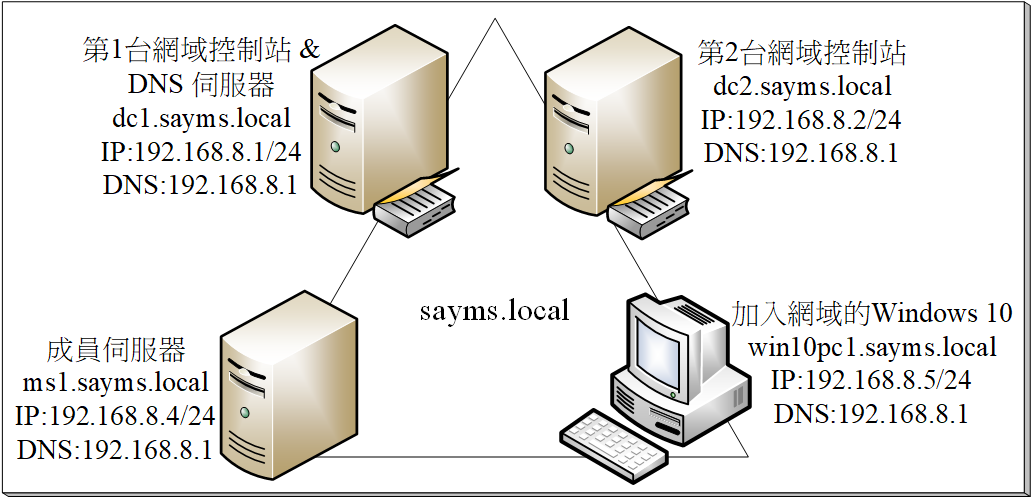 第1台網域控制站 &
DNS 伺服器
dc1.sayms.local
IP:192.168.8.1/24
DNS:192.168.8.1
第2台網域控制站
dc2.sayms.local
IP:192.168.8.2/24
DNS:192.168.8.1
sayms.local
成員伺服器
ms1.sayms.local
IP:192.168.8.4/24
DNS:192.168.8.1
加入網域的Windows 10
win10pc1.sayms.local
IP:192.168.8.5/24
DNS:192.168.8.1